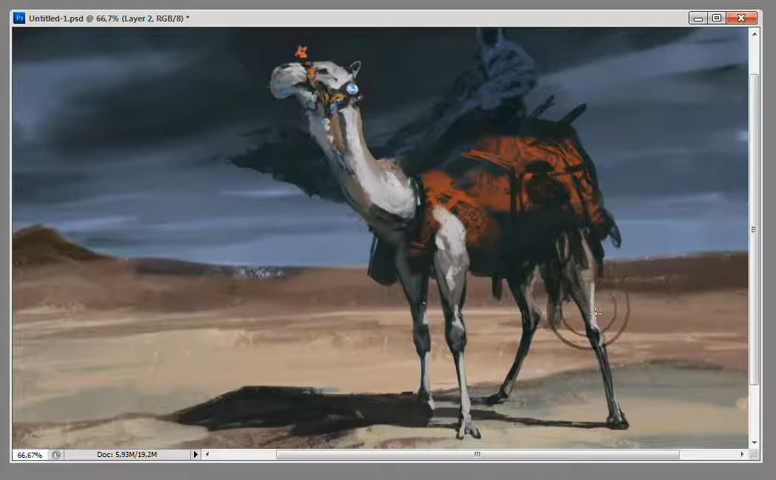 Ps Untitled-1.psd @ 66,7% (Layer 2, RGB/8) *
66,67% Doc: 5,93M/19,2M